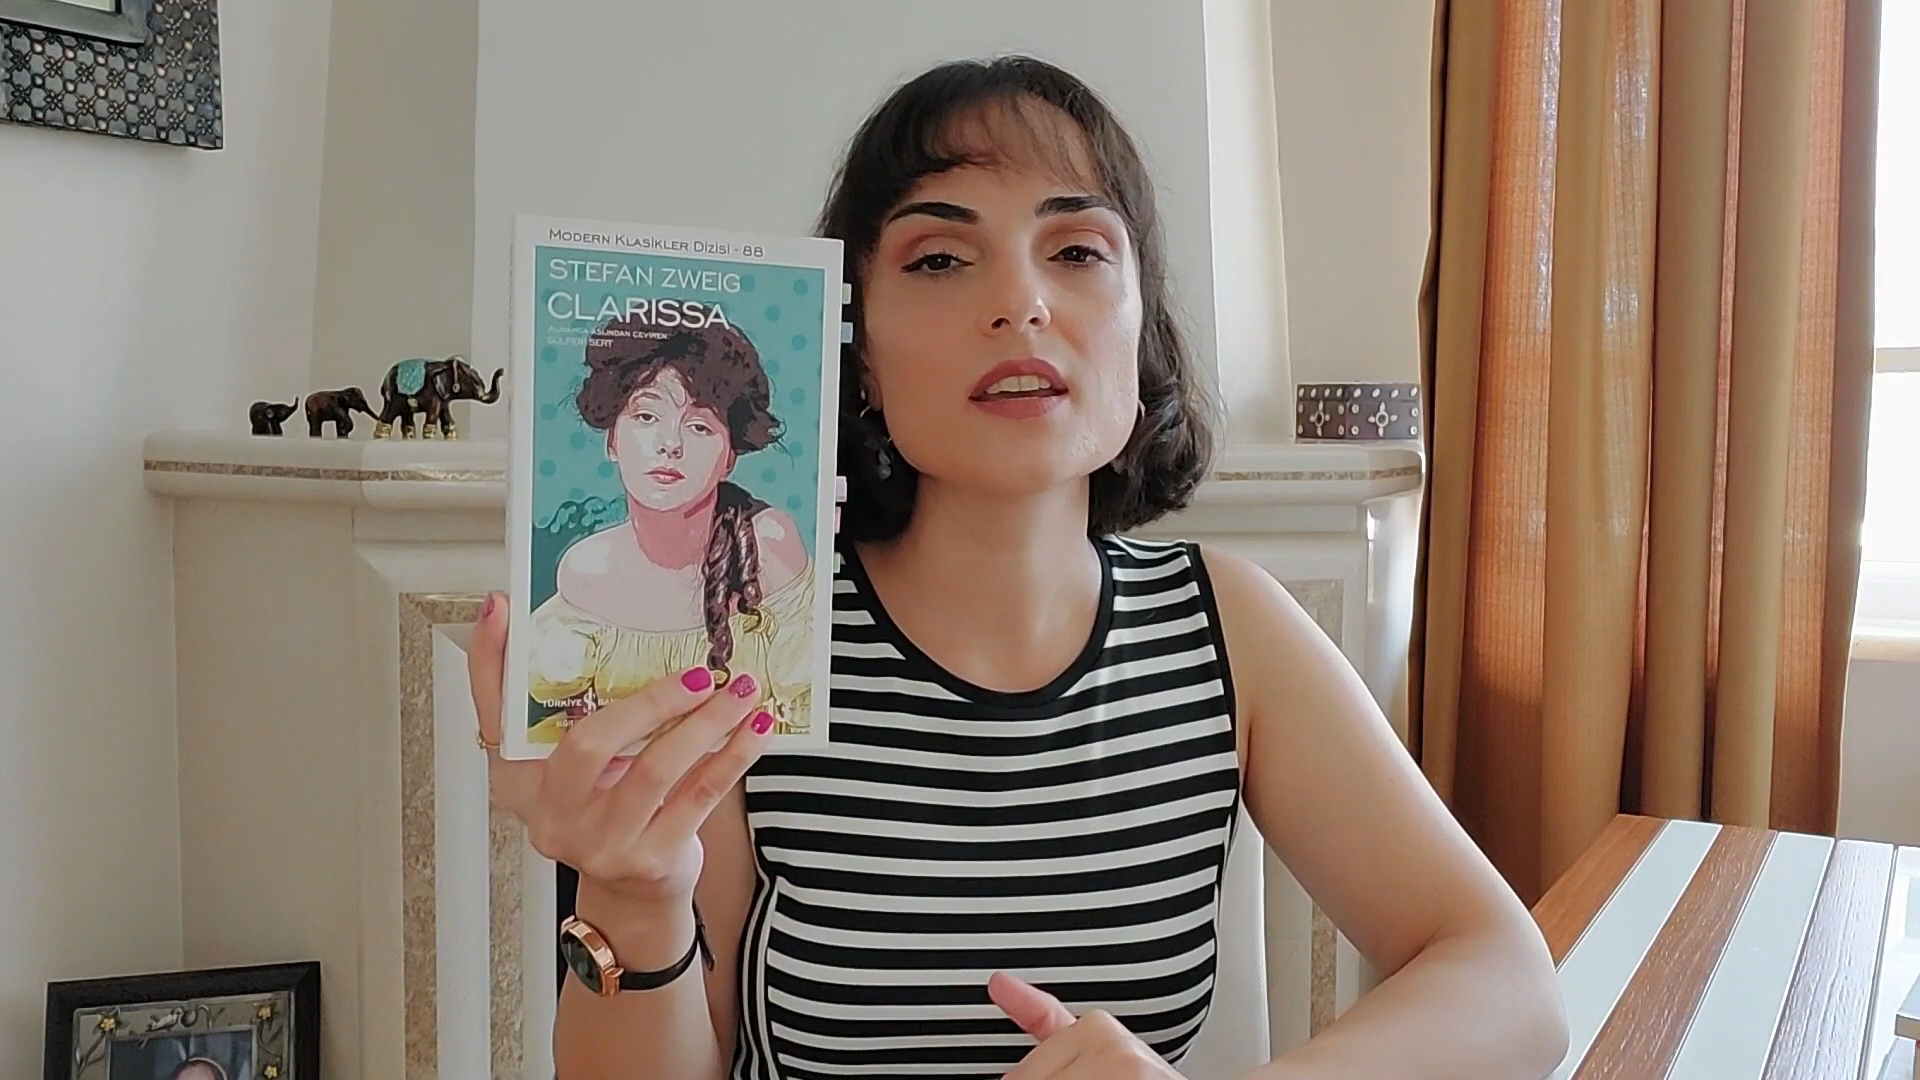 MODERN KLASİKLER DİZİSİ - 88
STEFAN ZWEIG
CLARISSA
ALMANCA ASLINDAN ÇEVİREN:
GÜLPERİ SERT
TÜRKİYE